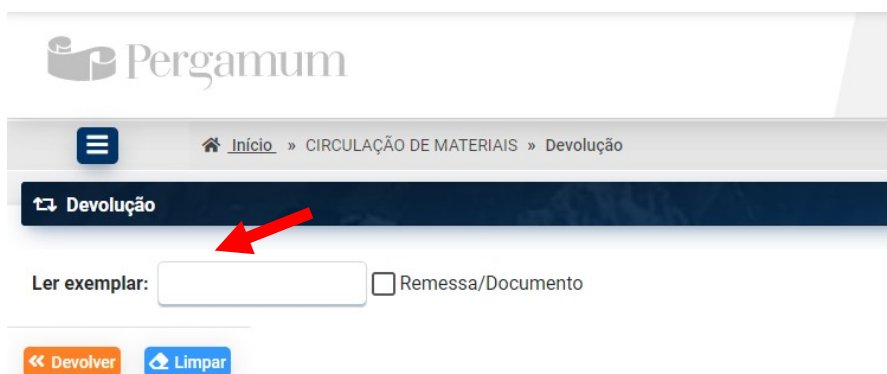 Pergamum
Início » CIRCULAÇÃO DE MATERIAIS » Devolução
Devolução
Ler exemplar: Remessa/Documento
Devolver Limpar